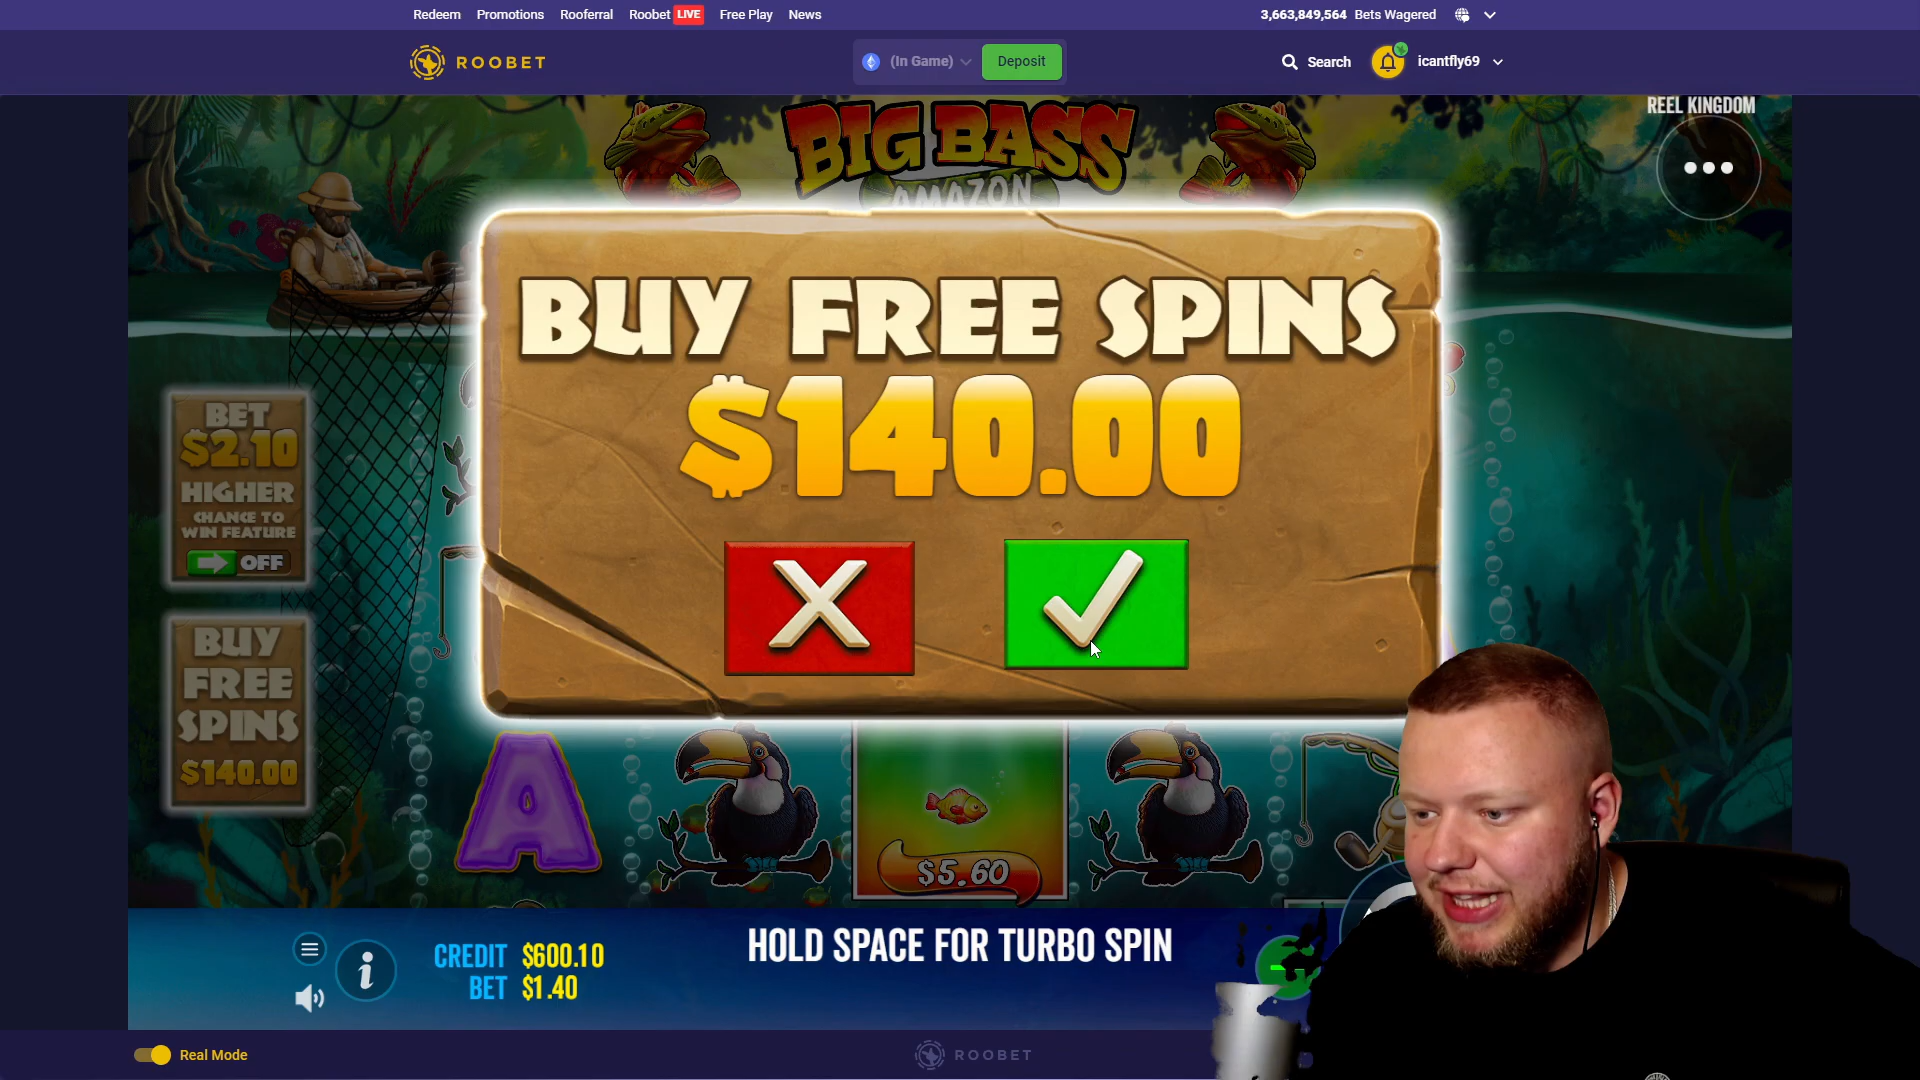 Redeem Promotions Rooferral Roobet LIVE Free Play News 3,663,849,564 Bets Wagered
ROOBET (In Game) Deposit Search icantfly69
REEL KINGDOM
BIG BASS
AMAZON
BUY FREE SPINS
$140.00
BET
$2.10
HIGHER
CHANCE TO
WIN FEATURE
OFF
BUY
FREE
SPINS
$140.00
A
$5.60
CREDIT $600.10
BET $1.40
HOLD SPACE FOR TURBO SPIN
Real Mode
ROOBET